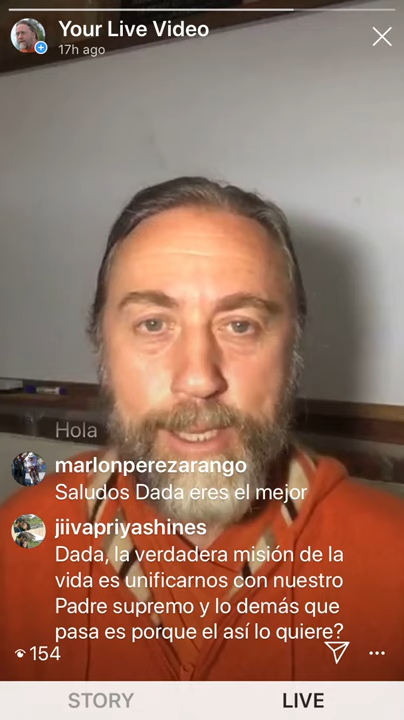 Your Live Video
17h ago
Hola
marlonperezarango
Saludos Dada eres el mejor
jiivapriyashines
Dada, la verdadera misión de la
vida es unificarnos con nuestro
Padre supremo y lo demás que
pasa es porque el así lo quiere?
154
STORY
LIVE